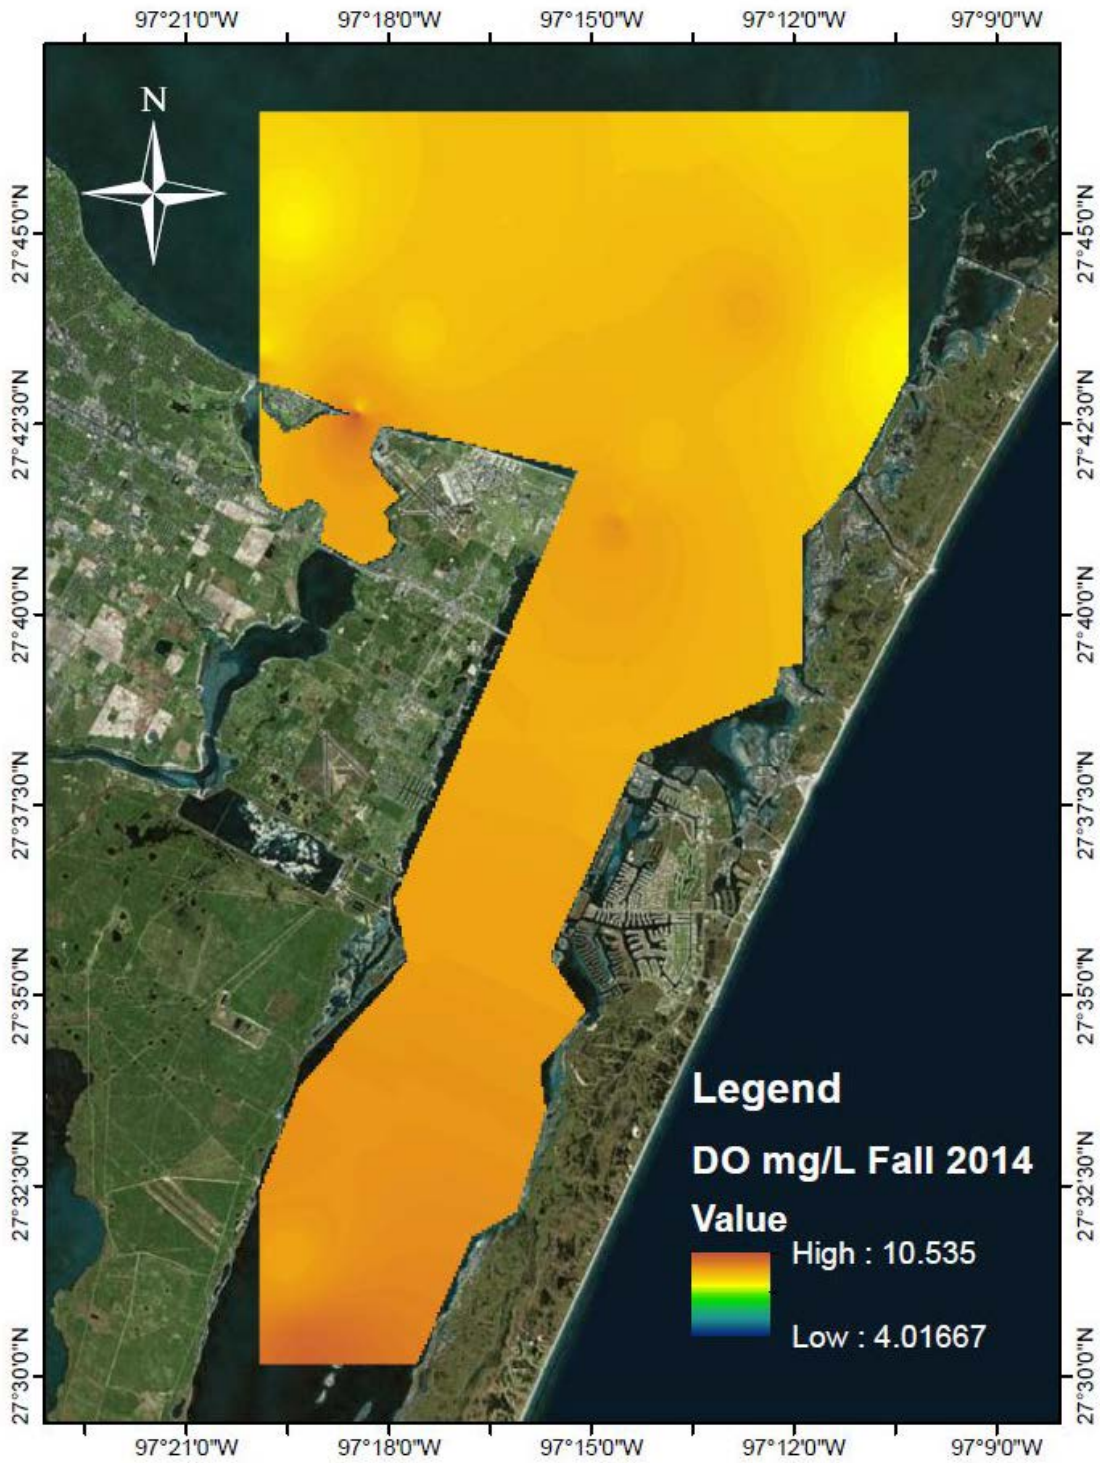 97°21'0"W 97°18'0"W 97°15'0"W 97°12'0"W 97°9'0"W
N
27°45'0"N 27°45'0"N
27°42'30"N 27°42'30"N
27°40'0"N 27°40'0"N
27°37'30"N 27°37'30"N
27°35'0"N 27°35'0"N
Legend
DO mg/L Fall 2014
27°32'30"N 27°32'30"N
Value
High : 10.535
Low : 4.01667
27°30'0"N 27°30'0"N
97°21'0"W 97°18'0"W 97°15'0"W 97°12'0"W 97°9'0"W